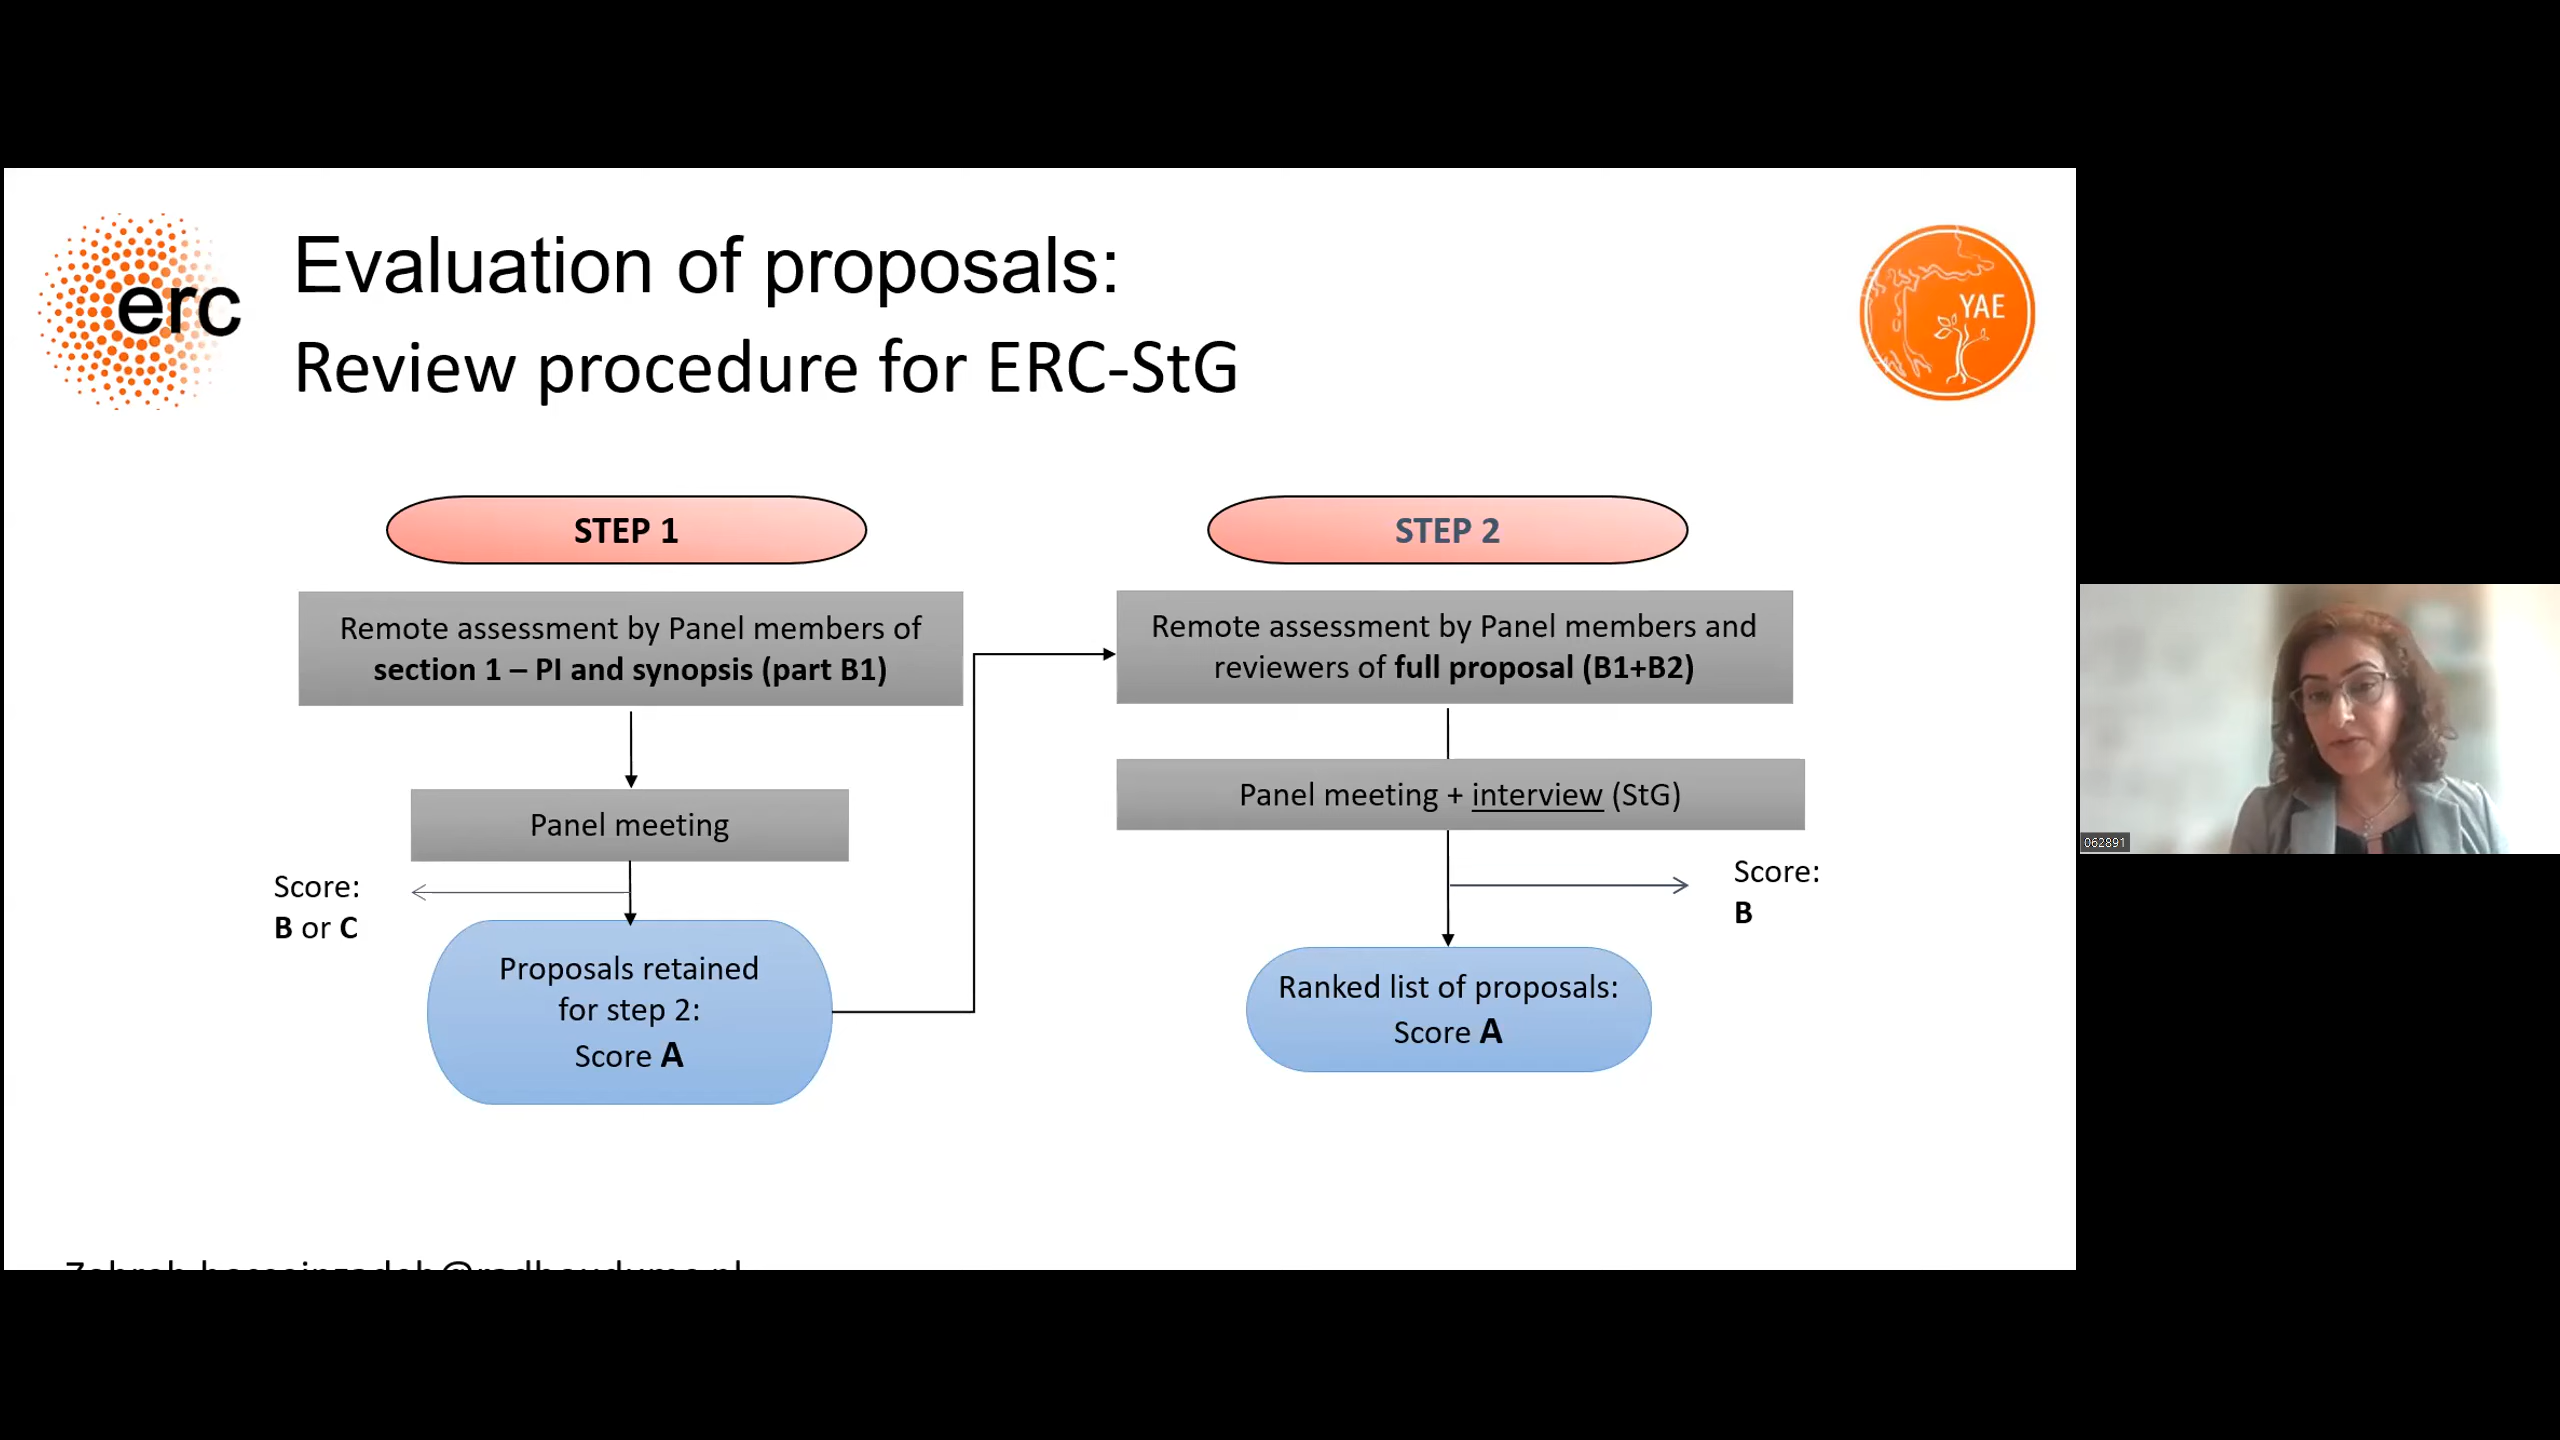 erc
Evaluation of proposals:
Review procedure for ERC-StG
YAE
STEP 1
Remote assessment by Panel members of
section 1 – PI and synopsis (part B1)
Panel meeting
Score:
B or C
Proposals retained
for step 2:
Score A
STEP 2
Remote assessment by Panel members and
reviewers of full proposal (B1+B2)
Panel meeting + interview (StG)
Score:
B
Ranked list of proposals:
Score A
062891